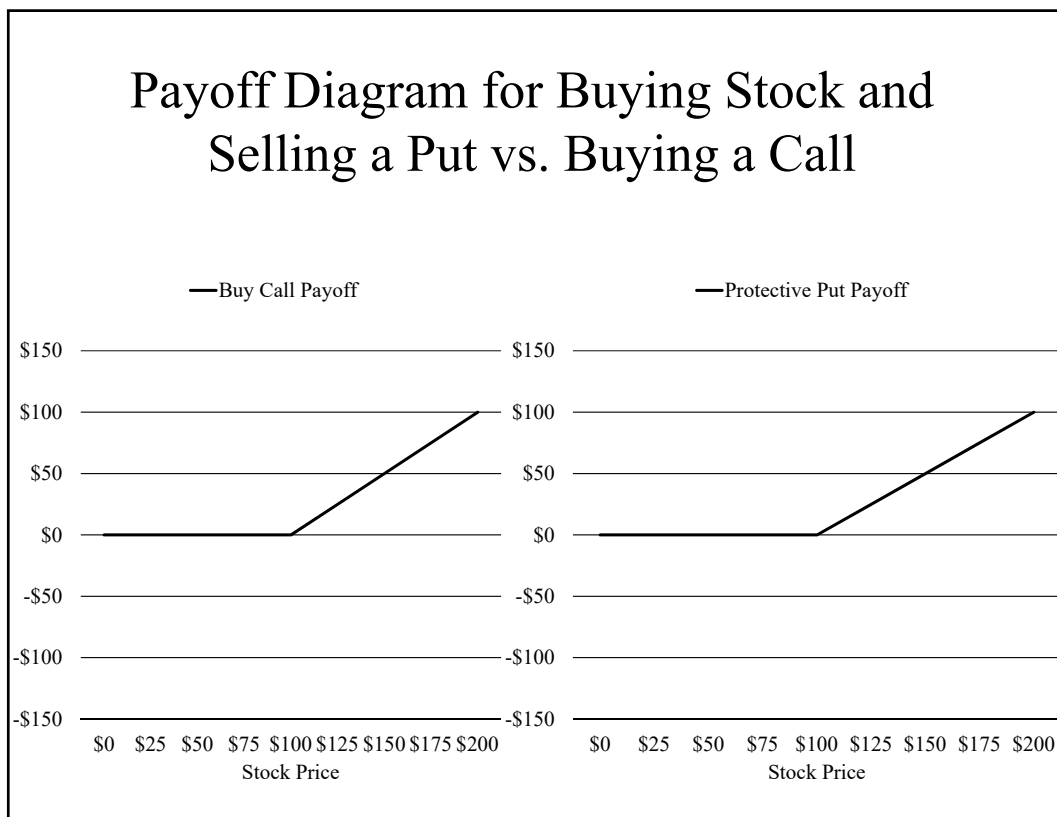 Payoff Diagram for Buying Stock and
Selling a Put vs. Buying a Call
Buy Call Payoff
$150
$100
$50
$0
-$50
-$100
-$150
$0 $25 $50 $75 $100 $125 $150 $175 $200
Stock Price
Protective Put Payoff
$150
$100
$50
$0
-$50
-$100
-$150
$0 $25 $50 $75 $100 $125 $150 $175 $200
Stock Price